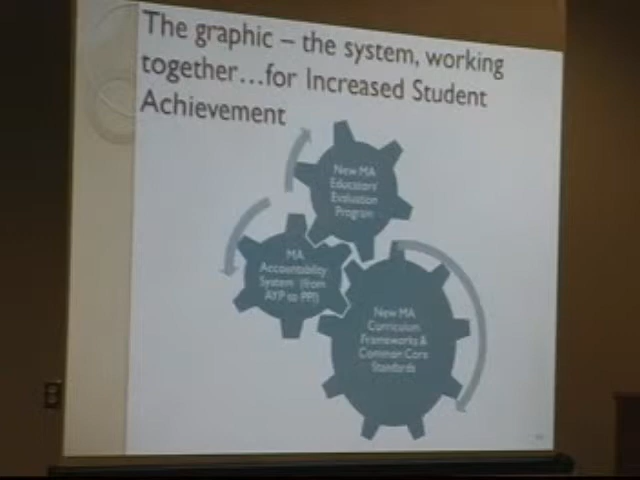 The graphic – the system, working
together…for Increased Student
Achievement
New MA
Educators'
Evaluation
Program
MA
Accountability
System (from
AYP to PPI)
New MA
Curriculum
Frameworks &
Common Core
Standards